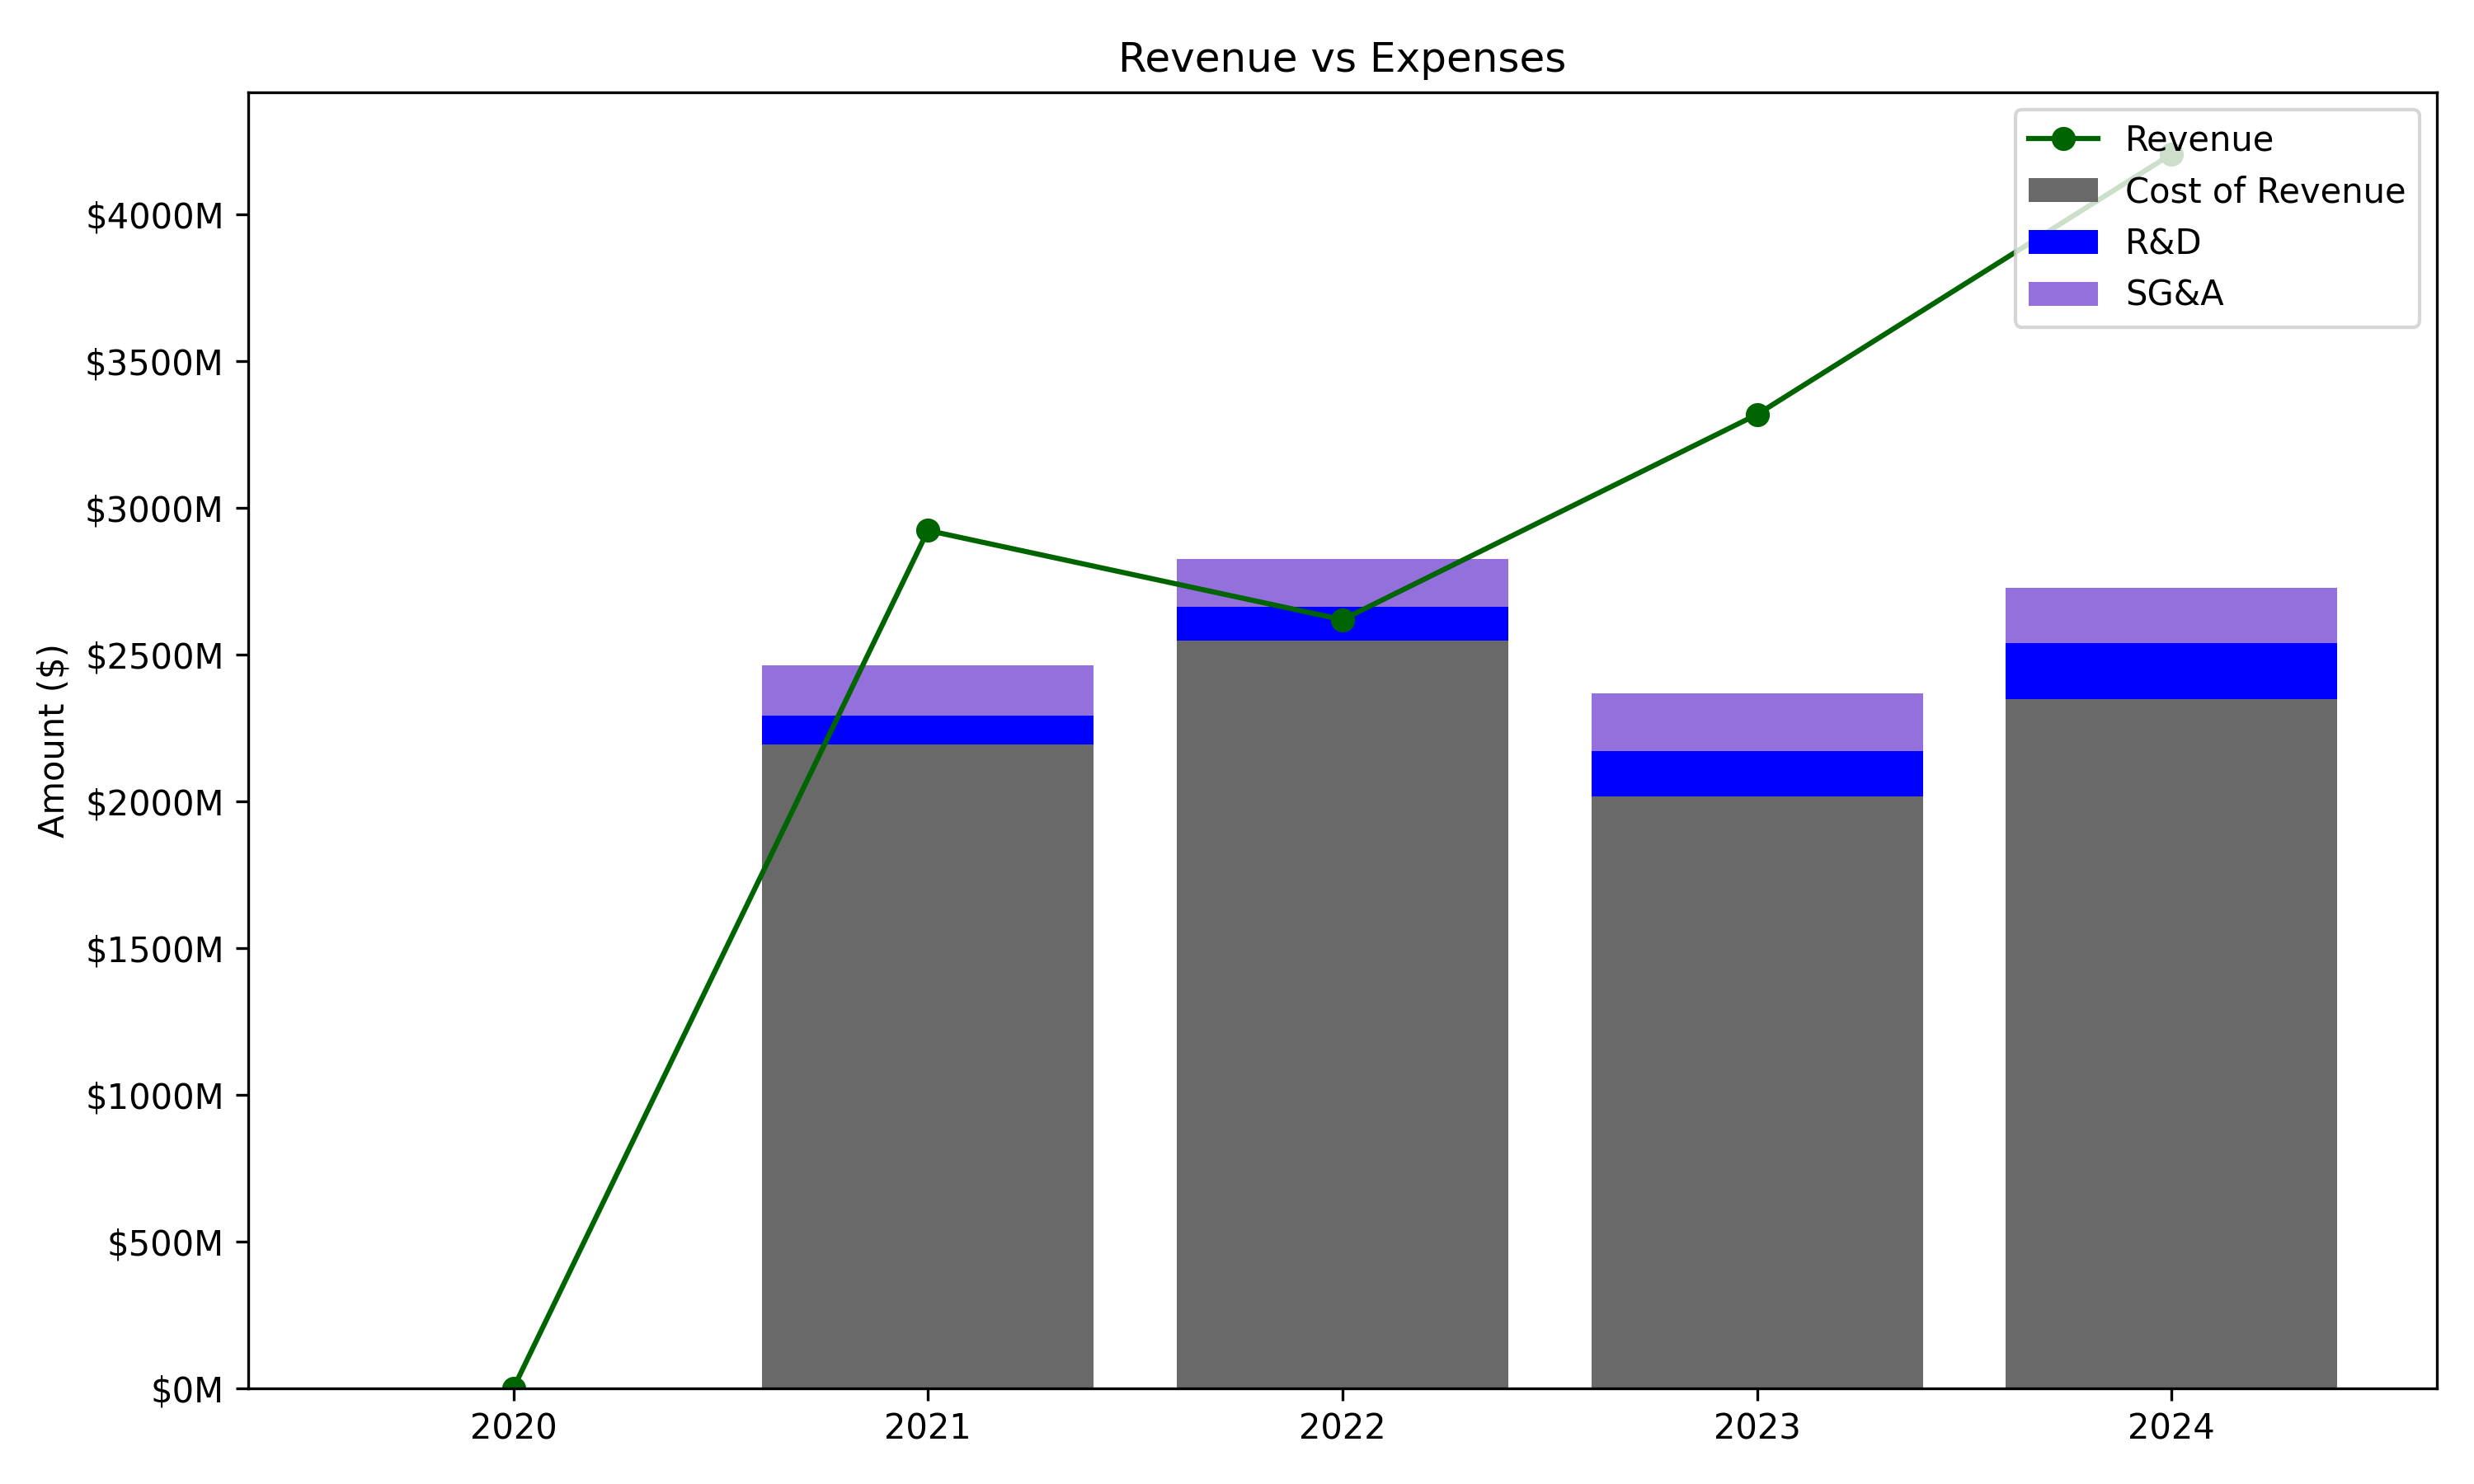 Revenue vs Expenses
Revenue
Cost of Revenue
R&D
SG&A
Amount ($)
$4000M
$3500M
$3000M
$2500M
$2000M
$1500M
$1000M
$500M
$0M
2020
2021
2022
2023
2024